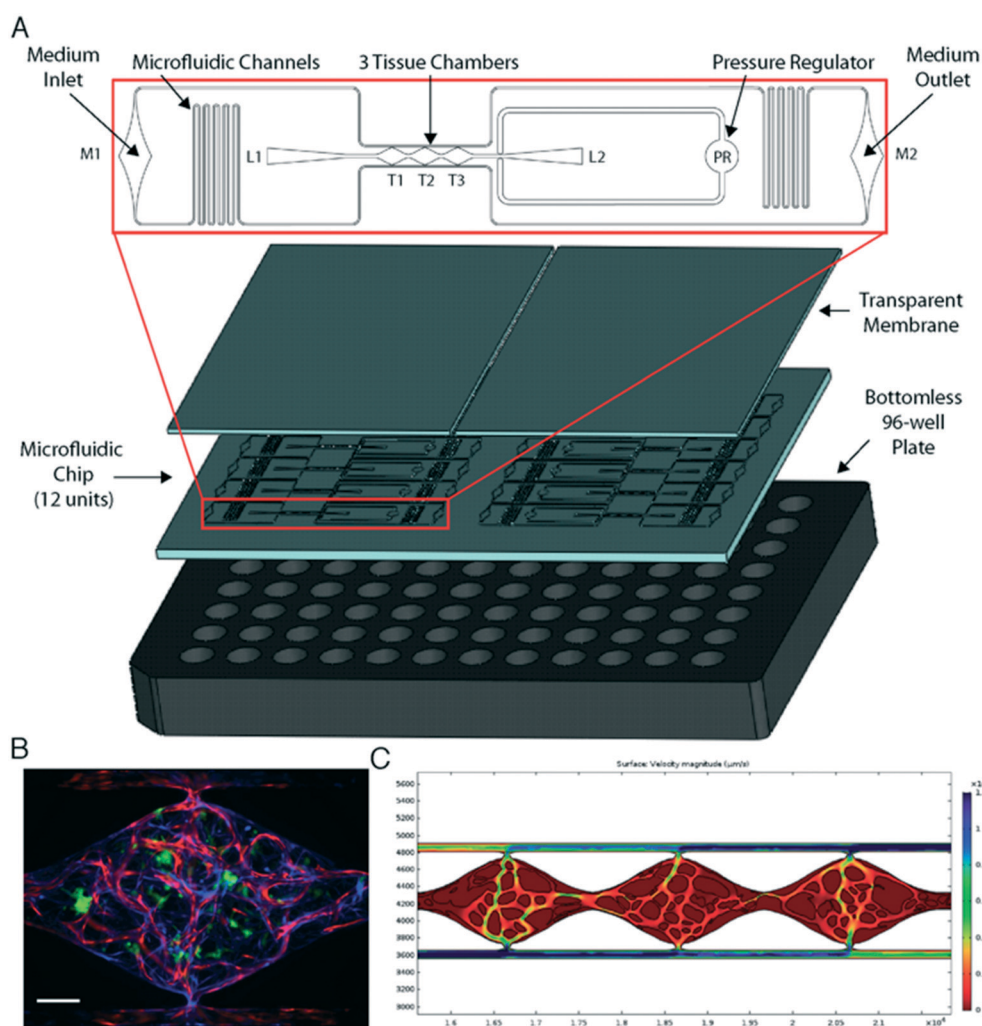 A
Medium
Inlet
Microfluidic Channels
3 Tissue Chambers
Pressure Regulator
Medium
Outlet
M1
L1
T1 T2 T3
L2
PR
M2
Transparent
Membrane
Bottomless
96-well
Plate
Microfluidic
Chip
(12 units)
B
C
Surface: Velocity magnitude (μm/s)
5600
5400
5200
5000
4800
4600
4400
4200
4000
3800
3600
3400
3200
3000
1.6 1.65 1.7 1.75 1.8 1.85 1.9 1.95 2 2.05 2.1